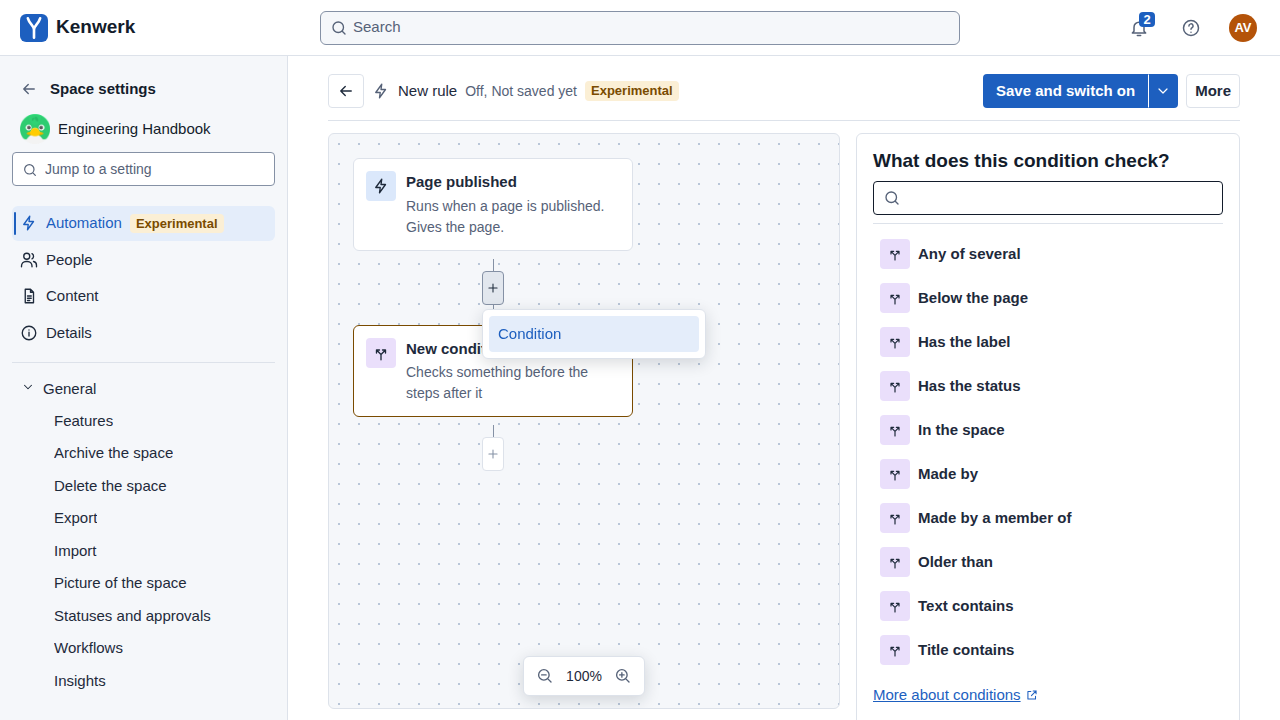 Kenwerk
Search
2
AV
Space settings
Engineering Handbook
Jump to a setting
Automation Experimental
People
Content
Details
General
Features
Archive the space
Delete the space
Export
Import
Picture of the space
Statuses and approvals
Workflows
Insights
New rule Off, Not saved yet Experimental
Save and switch on
More
Page published
Runs when a page is published.
Gives the page.
Condition
New condi
Checks something before the
steps after it
100%
What does this condition check?
Any of several
Below the page
Has the label
Has the status
In the space
Made by
Made by a member of
Older than
Text contains
Title contains
More about conditions